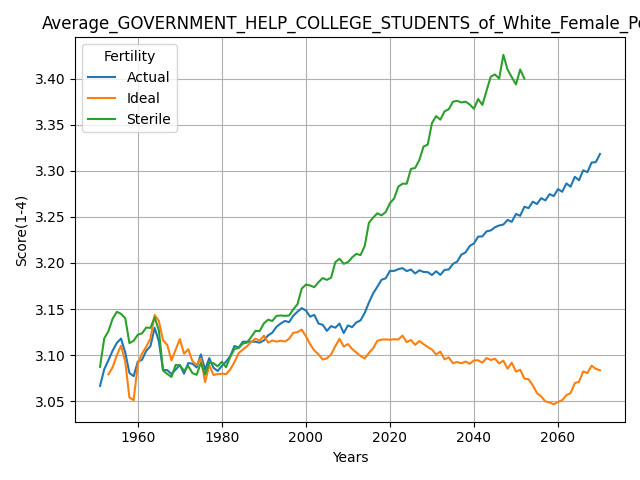 Average_GOVERNMENT_HELP_COLLEGE_STUDENTS_of_White_Female_Pe
Fertility
Actual
Ideal
Sterile
3.40
3.35
3.30
3.25
3.20
3.15
3.10
3.05
Score(1-4)
1960 1980 2000 2020 2040 2060
Years